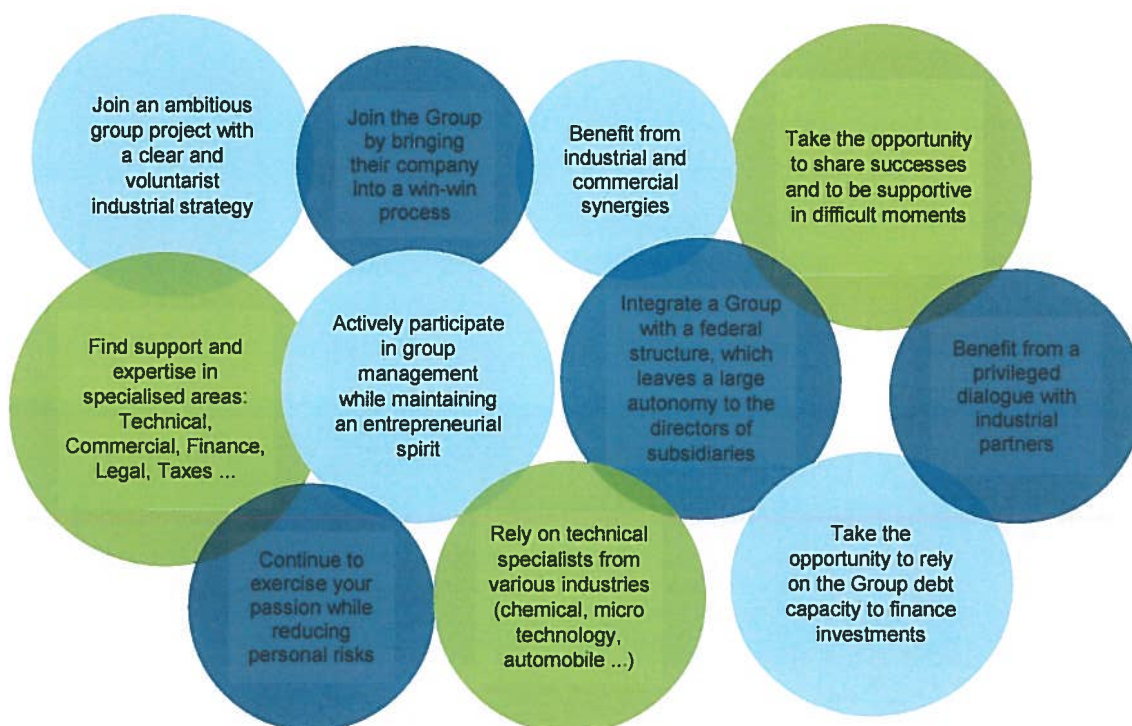 Join an ambitious
group project with
a clear and
voluntarist
industrial strategy
Join the Group
by bringing
their company
into a win-win
process
Benefit from
industrial and
commercial
synergies
Take the opportunity
to share successes
and to be supportive
in difficult moments
Find support and
expertise in
specialised areas:
Technical,
Commercial, Finance,
Legal, Taxes ...
Actively participate
in group
management
while maintaining
an entrepreneurial
spirit
Integrate a Group
with a federal
structure, which
leaves a large
autonomy to the
directors of
subsidiaries
Benefit from a
privileged
dialogue with
industrial
partners
Continue to
exercise your
passion while
reducing
personal risks
Rely on technical
specialists from
various industries
(chemical, micro
technology,
automobile ...)
Take the
opportunity to rely
on the Group debt
capacity to finance
investments